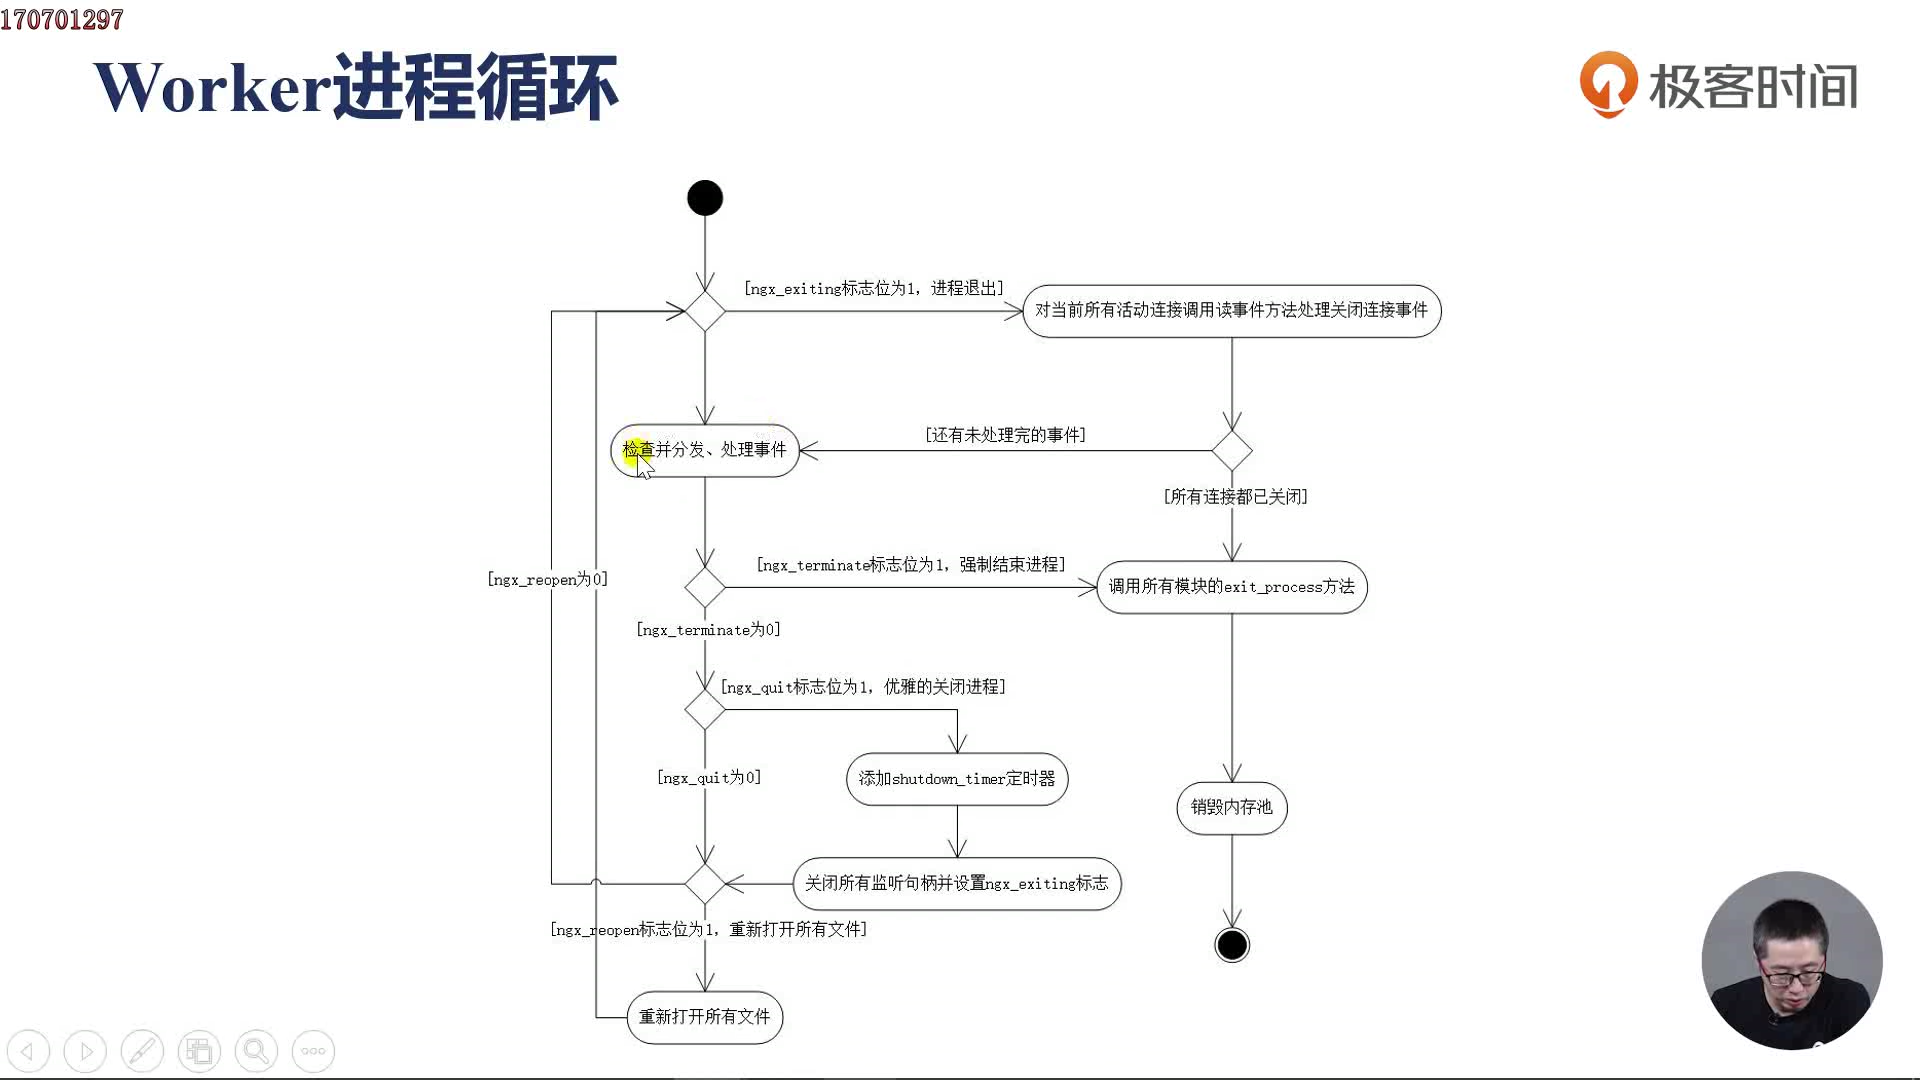 170701297
Worker进程循环
极客时间
[ngx_exiting标志位为1，进程退出]
对当前所有活动连接调用读事件方法处理关闭连接事件
[还有未处理完的事件]
检查并分发、处理事件
[所有连接都已关闭]
[ngx_terminate标志位为1，强制结束进程]
[ngx_reopen为0]
调用所有模块的exit_process方法
[ngx_terminate为0]
[ngx_quit标志位为1，优雅的关闭进程]
[ngx_quit为0]
添加shutdown_timer定时器
销毁内存池
关闭所有监听句柄并设置ngx_exiting标志
[ngx_reopen标志位为1，重新打开所有文件]
重新打开所有文件